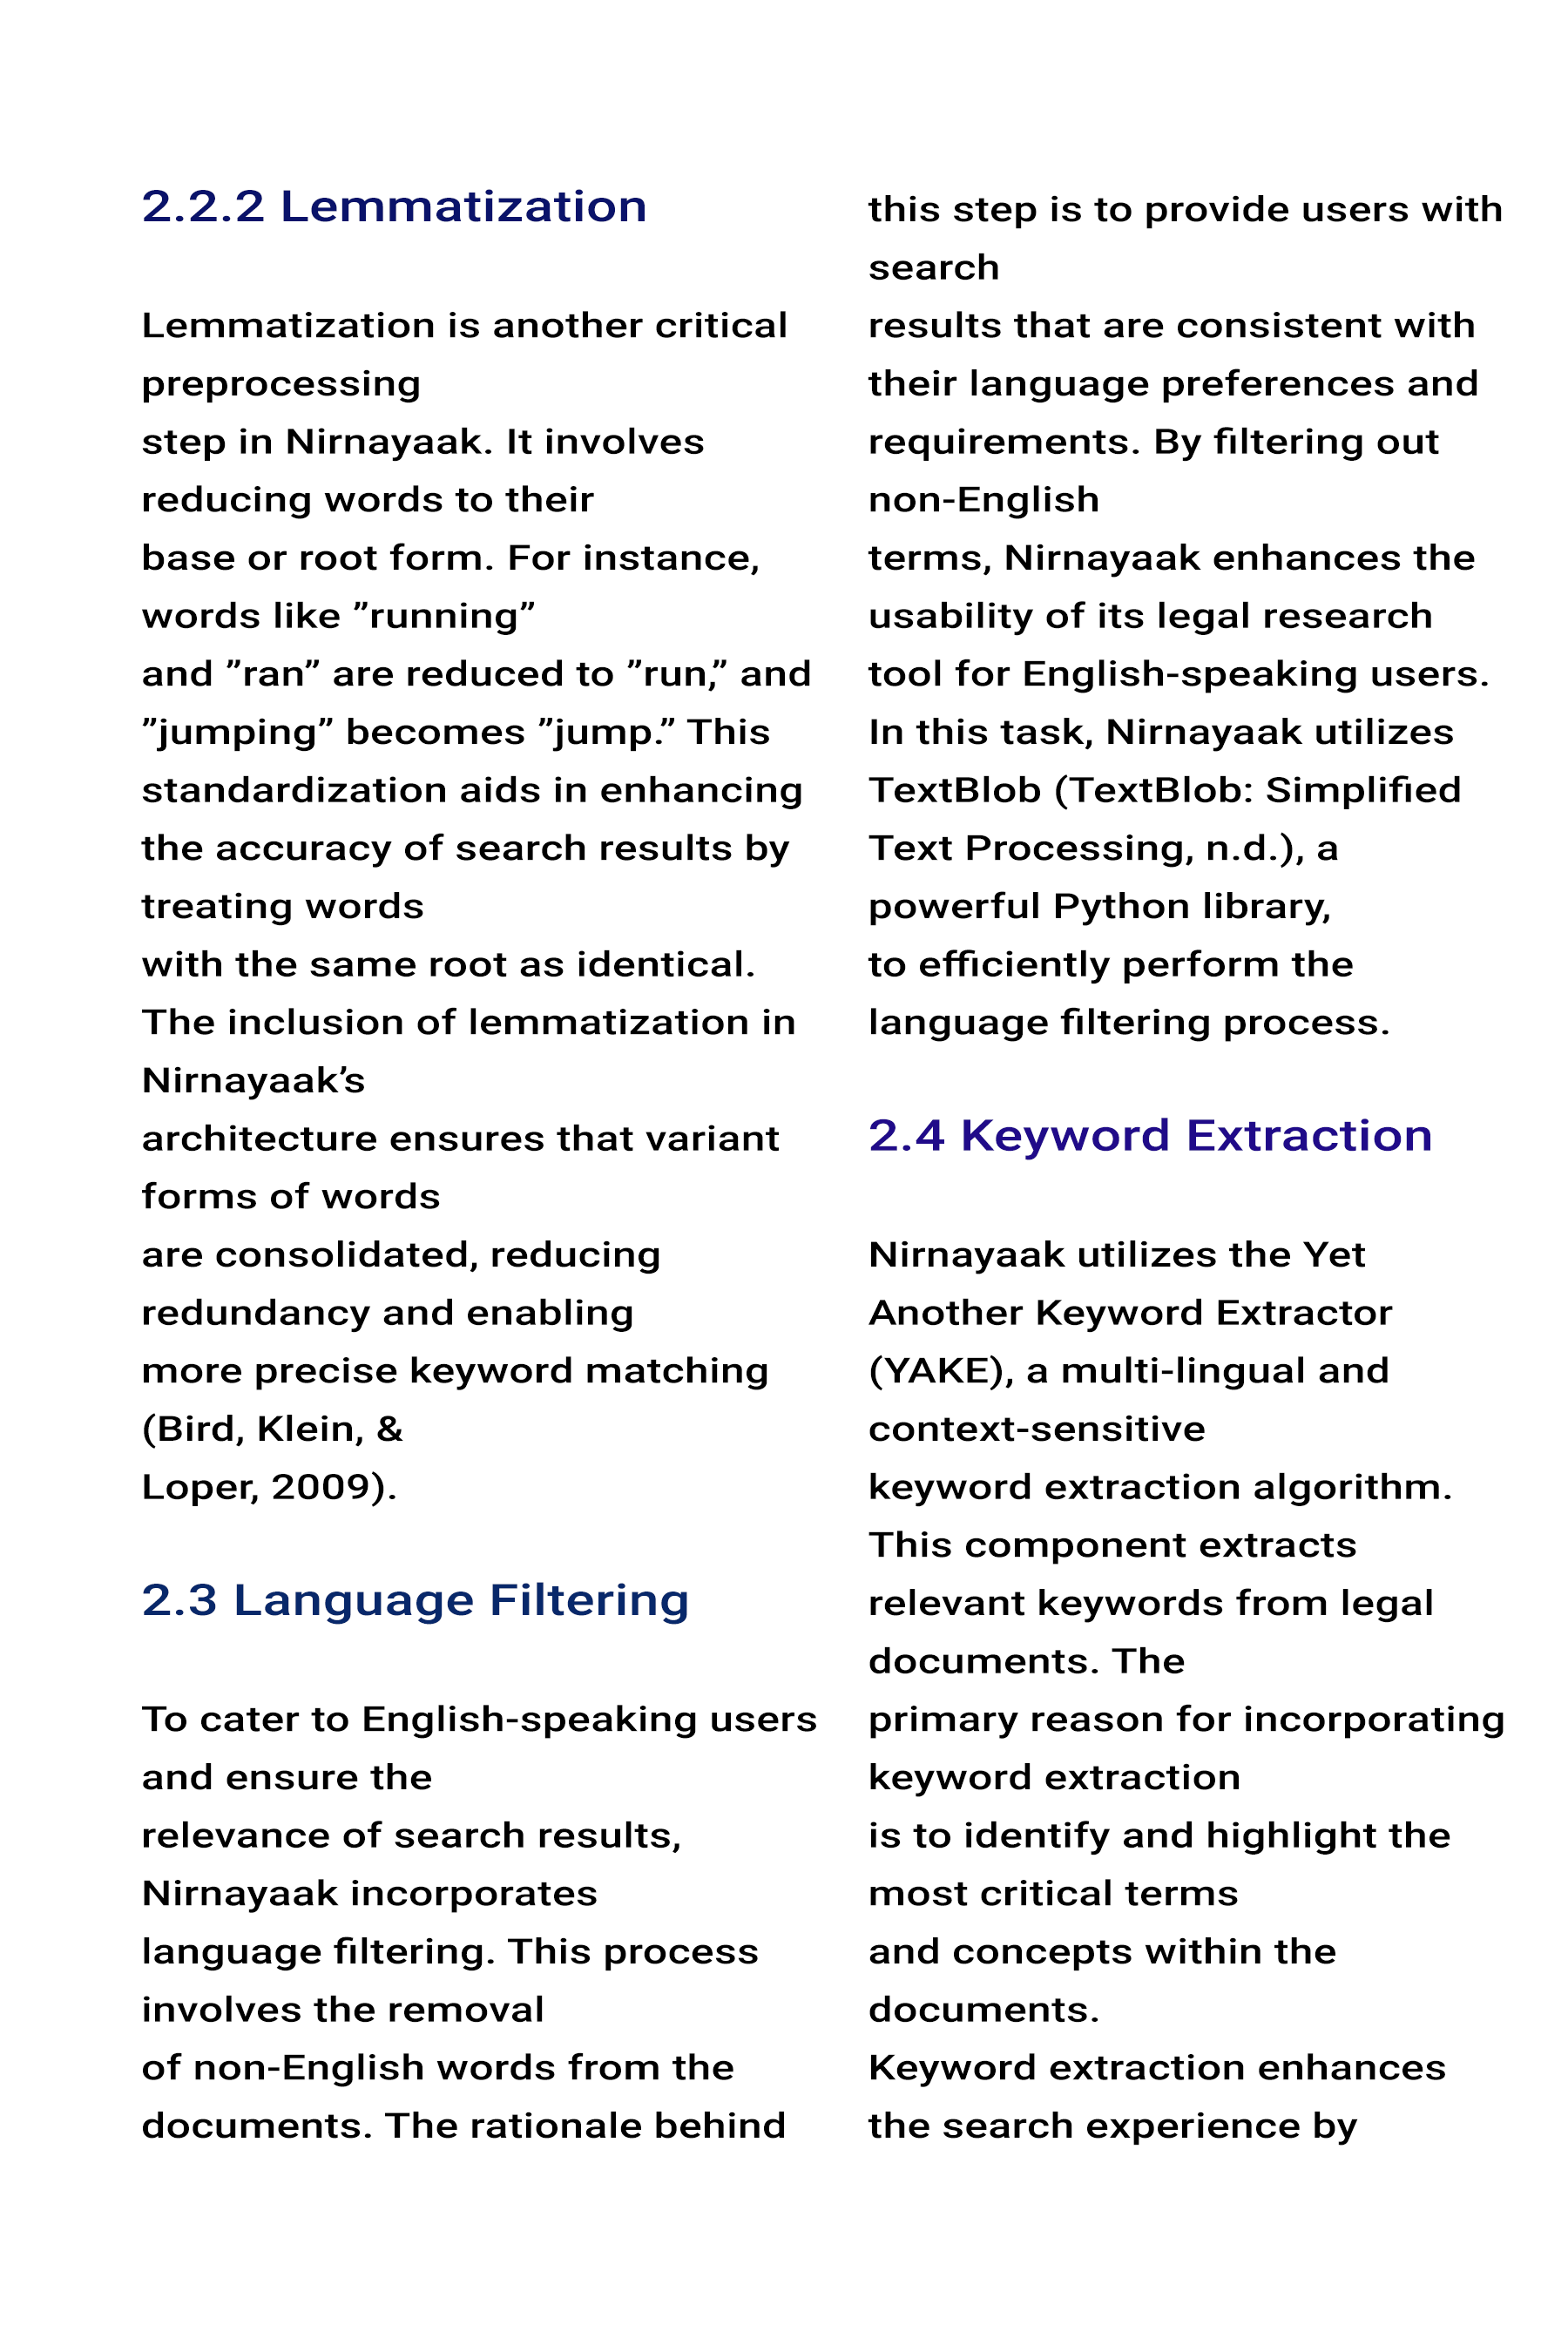 2.2.2 Lemmatization
Lemmatization is another critical
preprocessing
step in Nirnayaak. It involves
reducing words to their
base or root form. For instance,
words like ”running”
and ”ran” are reduced to ”run,” and
”jumping” becomes ”jump.” This
standardization aids in enhancing
the accuracy of search results by
treating words
with the same root as identical.
The inclusion of lemmatization in
Nirnayaak’s
architecture ensures that variant
forms of words
are consolidated, reducing
redundancy and enabling
more precise keyword matching
(Bird, Klein, &
Loper, 2009).
2.3 Language Filtering
To cater to English-speaking users
and ensure the
relevance of search results,
Nirnayaak incorporates
language filtering. This process
involves the removal
of non-English words from the
documents. The rationale behind
this step is to provide users with
search
results that are consistent with
their language preferences and
requirements. By filtering out
non-English
terms, Nirnayaak enhances the
usability of its legal research
tool for English-speaking users.
In this task, Nirnayaak utilizes
TextBlob (TextBlob: Simplified
Text Processing, n.d.), a
powerful Python library,
to efficiently perform the
language filtering process.
2.4 Keyword Extraction
Nirnayaak utilizes the Yet
Another Keyword Extractor
(YAKE), a multi-lingual and
context-sensitive
keyword extraction algorithm.
This component extracts
relevant keywords from legal
documents. The
primary reason for incorporating
keyword extraction
is to identify and highlight the
most critical terms
and concepts within the
documents.
Keyword extraction enhances
the search experience by